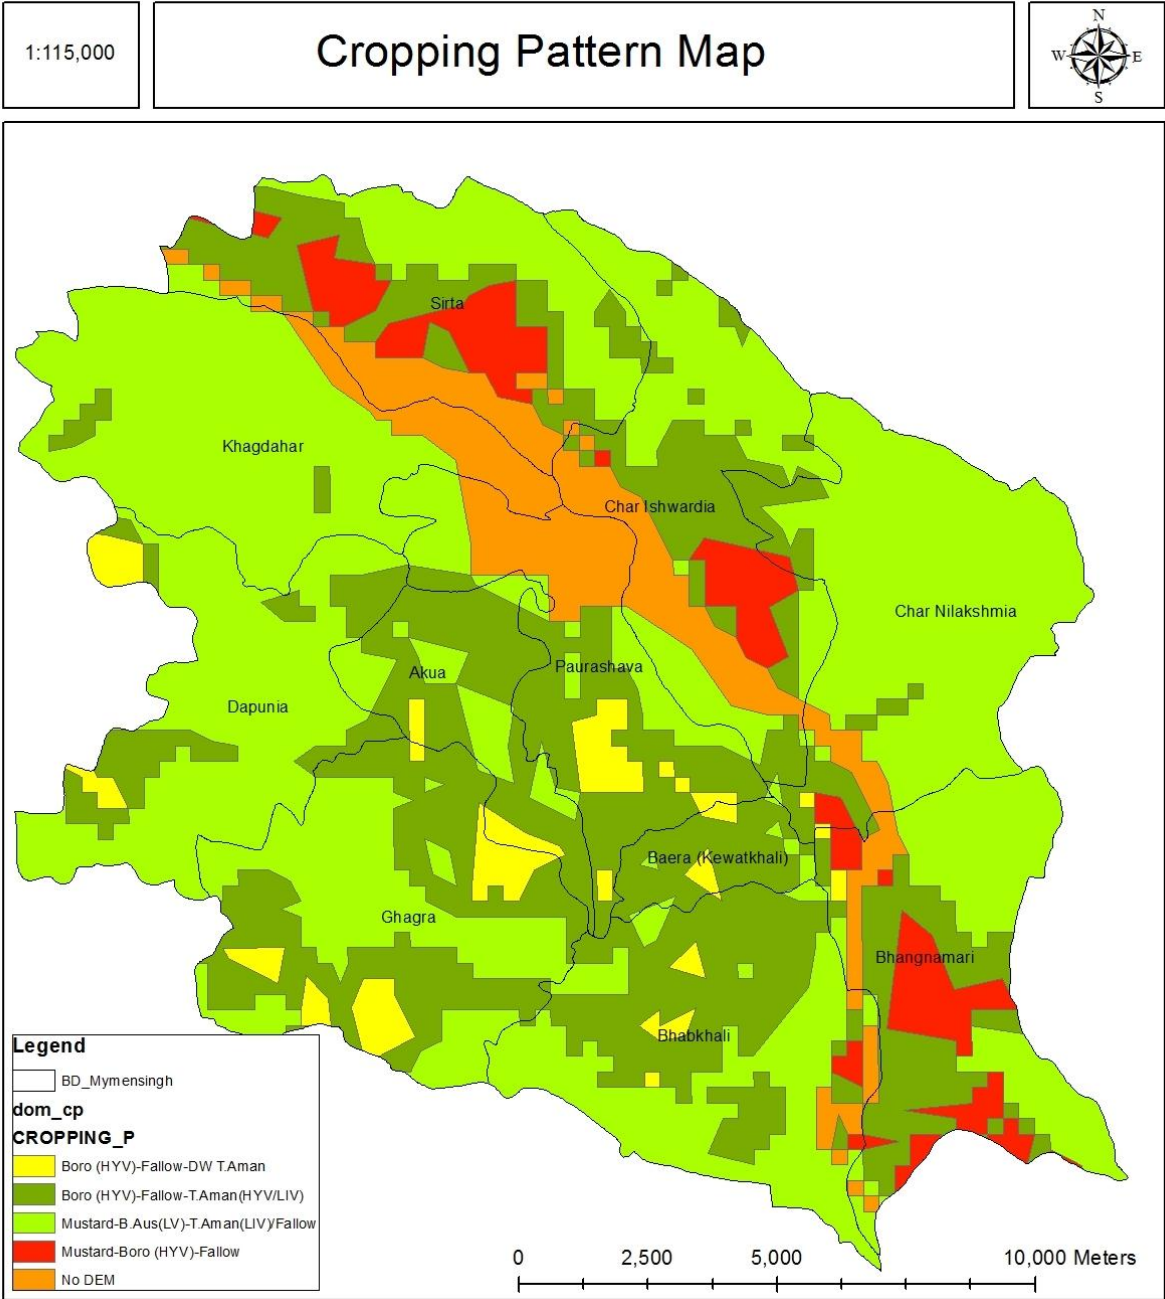 1:115,000
Cropping Pattern Map
N
W E
S
Sirta
Khagdahar
Char Ishwardia
Char Nilakshmia
Paurashava
Akua
Dapunia
Baera (Kewatkhali)
Ghagra
Bhangnamari
Bhabkhali
Legend
BD_Mymensingh
dom_cp
CROPPING_P
Boro (HYV)-Fallow-DW T.Aman
Boro (HYV)-Fallow-T.Aman(HYV/LIV)
Mustard-B.Aus(LV)-T.Aman(LIV)/Fallow
Mustard-Boro (HYV)-Fallow
No DEM
0 2,500 5,000 10,000 Meters